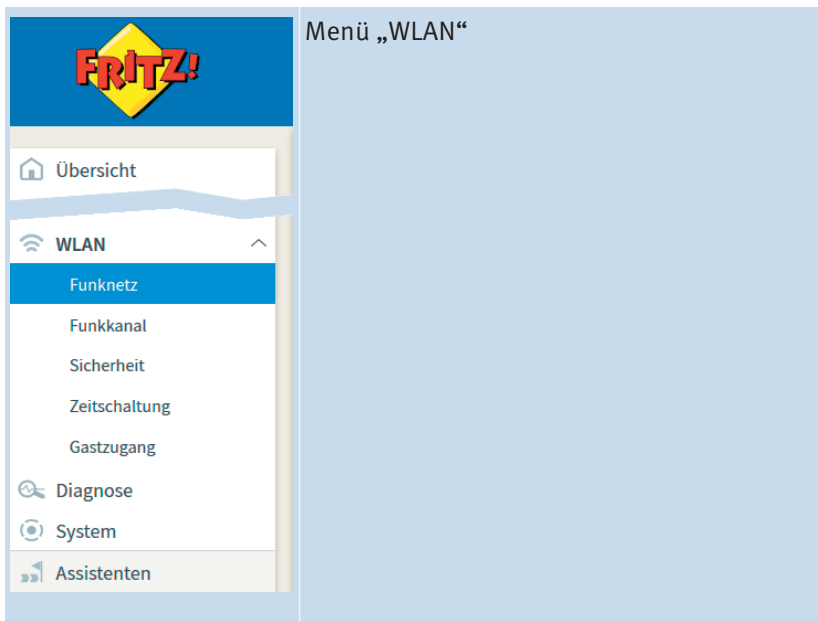 FRITZ!
Menü „WLAN“
Übersicht
WLAN
Funknetz
Funkkanal
Sicherheit
Zeitschaltung
Gastzugang
Diagnose
System
Assistenten